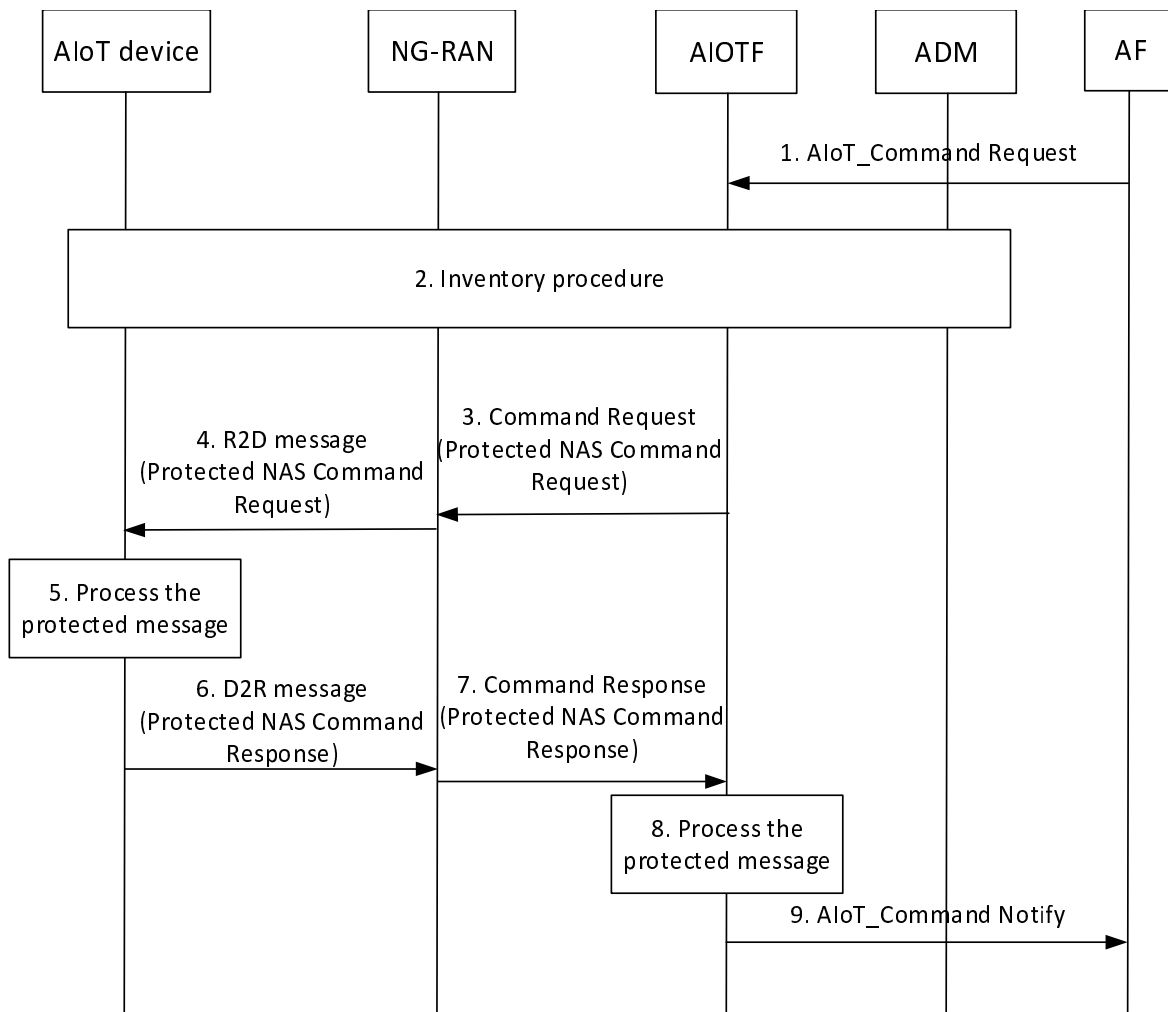 AIoT device
NG-RAN
AIOTF
ADM
AF
1. AIoT_Command Request
2. Inventory procedure
3. Command Request
(Protected NAS Command
Request)
4. R2D message
(Protected NAS Command
Request)
5. Process the
protected message
6. D2R message
(Protected NAS Command
Response)
7. Command Response
(Protected NAS Command
Response)
8. Process the
protected message
9. AIoT_Command Notify